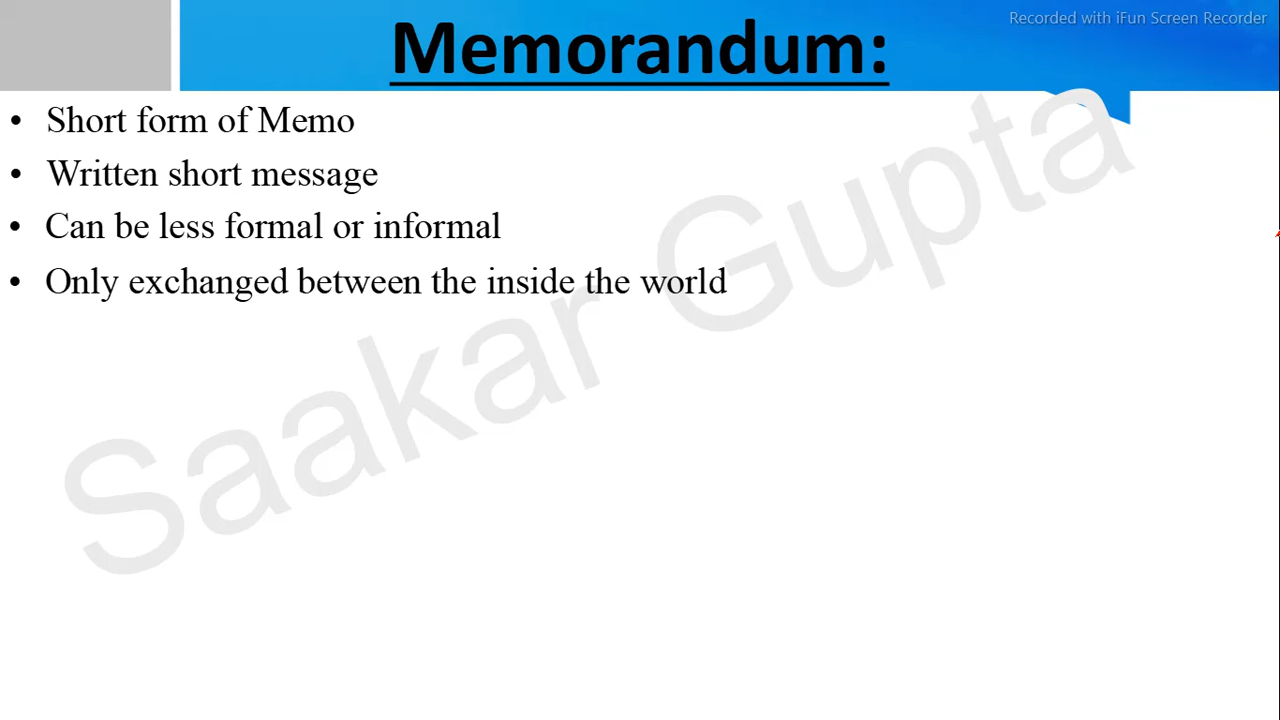 Recorded with iFun Screen Recorder
Memorandum:
• Short form of Memo
• Written short message
• Can be less formal or informal
• Only exchanged between the inside the world
Saakar Gupta